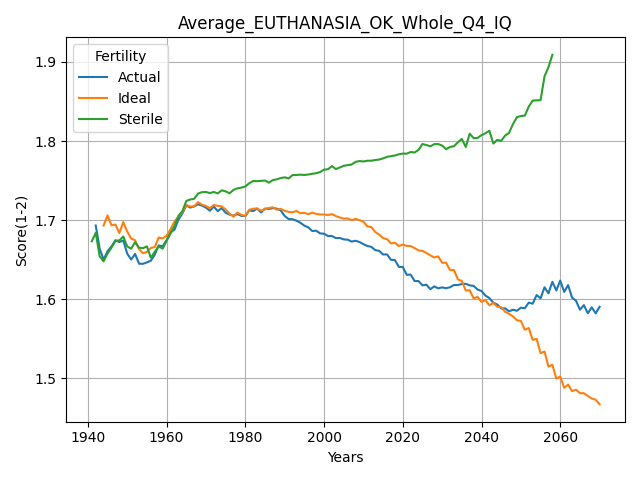 Average_EUTHANASIA_OK_Whole_Q4_IQ
Fertility
Actual
Ideal
Sterile
Score(1-2)
1.9
1.8
1.7
1.6
1.5
1940 1960 1980 2000 2020 2040 2060
Years